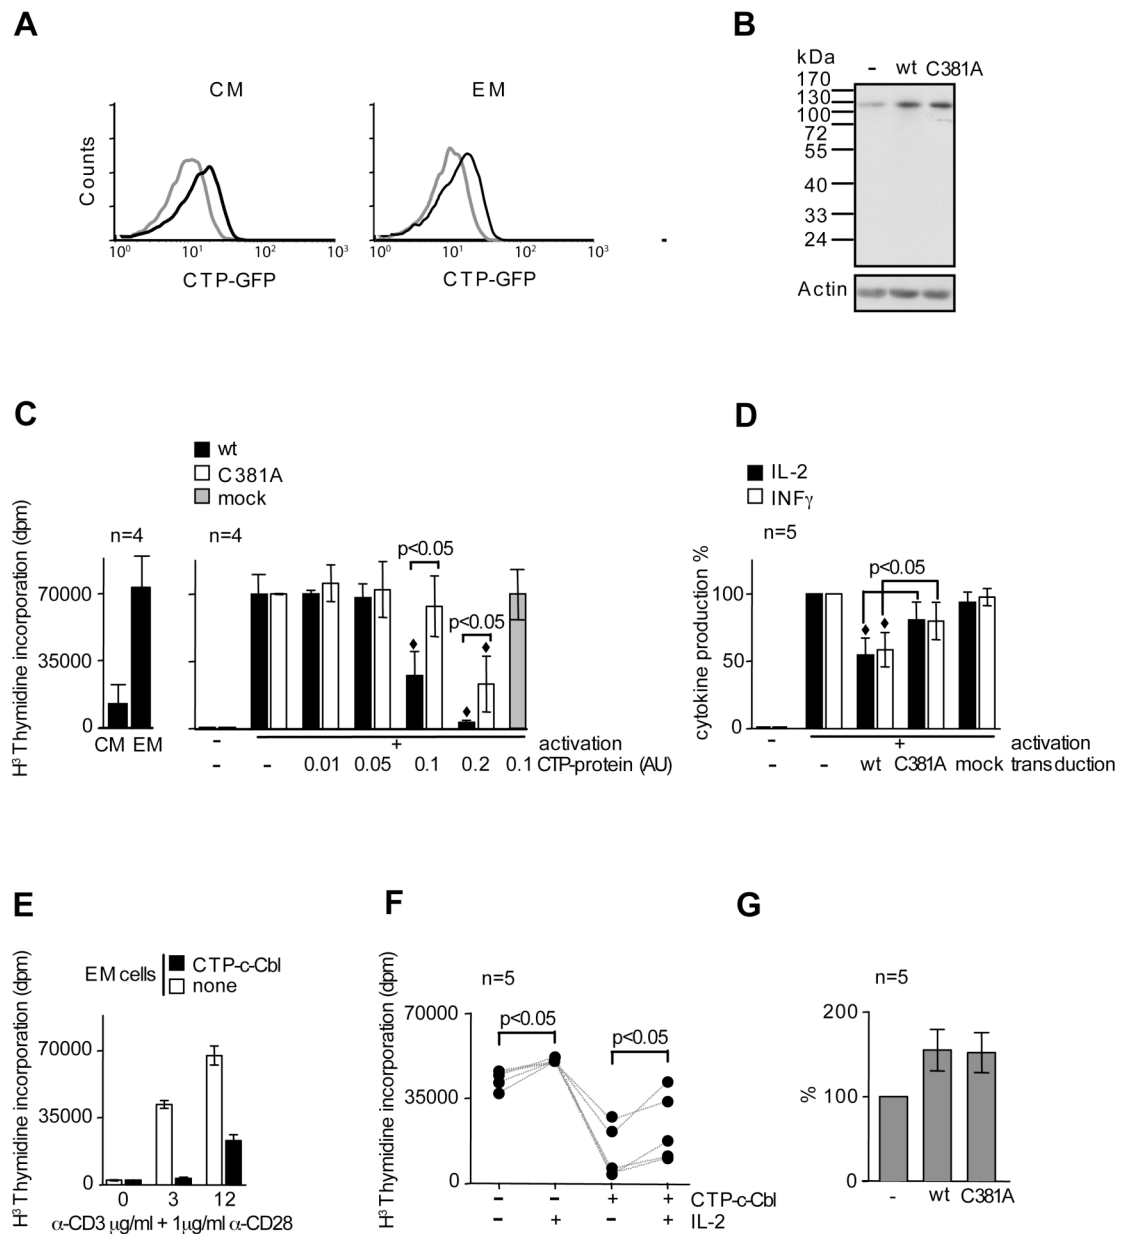 A
CM
EM
Counts
10⁰ 10¹ 10² 10³
10⁰ 10¹ 10² 10³
CTP-GFP
CTP-GFP
B
kDa
- wt C381A
170
130
100
72
55
40
33
24
Actin
C
wt
C381A
mock
H³ Thymidine incorporation (dpm)
n=4
n=4
p<0.05
p<0.05
70000
35000
0
CM EM
- + activation
- - 0.01 0.05 0.1 0.2 0.1 CTP-protein (AU)
D
IL-2
INFγ
n=5
cytokine production %
p<0.05
100
50
0
- + activation
- - wt C381A mock transduction
E
EM cells
CTP-c-Cbl
none
H³ Thymidine incorporation (dpm)
70000
35000
0
0 3 12
α-CD3 µg/ml + 1µg/ml α-CD28
F
n=5
H³ Thymidine incorporation (dpm)
p<0.05
p<0.05
70000
35000
0
- - + + CTP-c-Cbl
- + - + IL-2
G
n=5
%
200
100
0
- wt C381A